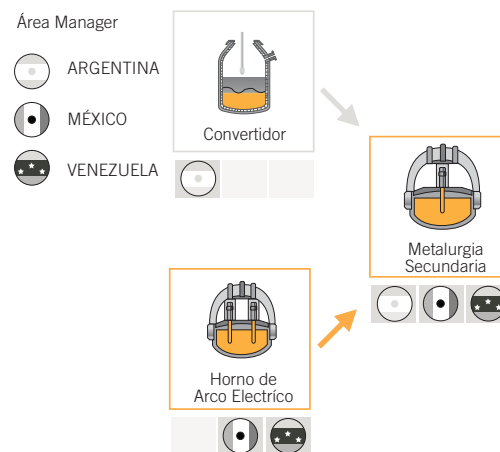 Área Manager
ARGENTINA
MÉXICO
VENEZUELA
Convertidor
Metalurgia
Secundaria
Horno de
Arco Electríco